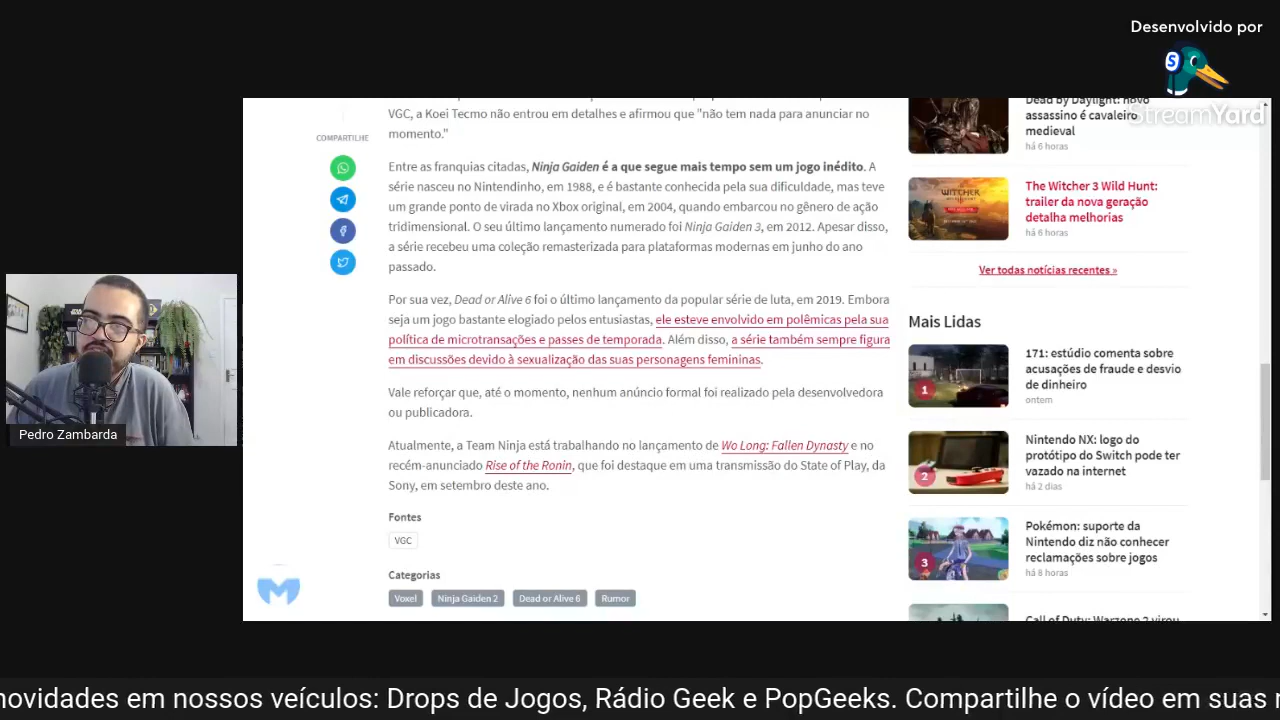 Desenvolvido por
S
StreamYard
VGC, a Koei Tecmo não entrou em detalhes e afirmou que "não tem nada para anunciar no
momento."
COMPARTILHE
Entre as franquias citadas, Ninja Gaiden é a que segue mais tempo sem um jogo inédito. A
série nasceu no Nintendinho, em 1988, e é bastante conhecida pela sua dificuldade, mas teve
um grande ponto de virada no Xbox original, em 2004, quando embarcou no gênero de ação
tridimensional. O seu último lançamento numerado foi Ninja Gaiden 3, em 2012. Apesar disso,
a série recebeu uma coleção remasterizada para plataformas modernas em junho do ano
passado.
Por sua vez, Dead or Alive 6 foi o último lançamento da popular série de luta, em 2019. Embora
seja um jogo bastante elogiado pelos entusiastas, ele esteve envolvido em polêmicas pela sua
política de microtransações e passes de temporada. Além disso, a série também sempre figura
em discussões devido à sexualização das suas personagens femininas.
Vale reforçar que, até o momento, nenhum anúncio formal foi realizado pela desenvolvedora
ou publicadora.
Atualmente, a Team Ninja está trabalhando no lançamento de Wo Long: Fallen Dynasty e no
recém-anunciado Rise of the Ronin, que foi destaque em uma transmissão do State of Play, da
Sony, em setembro deste ano.
Fontes
VGC
Categorias
Voxel
Ninja Gaiden 2
Dead or Alive 6
Rumor
Dead by Daylight: novo
assassino é cavaleiro
medieval
há 6 horas
WITCHER
The Witcher 3 Wild Hunt:
trailer da nova geração
detalha melhorias
há 6 horas
Ver todas notícias recentes »
Mais Lidas
1
171: estúdio comenta sobre
acusações de fraude e desvio
de dinheiro
ontem
2
Nintendo NX: logo do
protótipo do Switch pode ter
vazado na internet
há 2 dias
3
Pokémon: suporte da
Nintendo diz não conhecer
reclamações sobre jogos
há 8 horas
Call of Duty: Warzone 2 virou
Pedro Zambarda
novidades em nossos veículos: Drops de Jogos, Rádio Geek e PopGeeks. Compartilhe o vídeo em suas